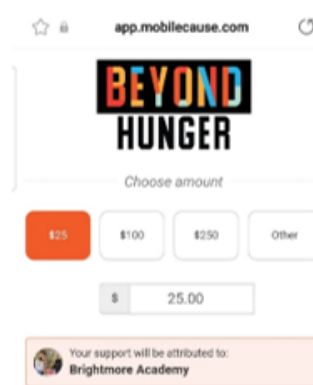 app.mobilecause.com
BEYOND
HUNGER
Choose amount
$25 $100 $250 Other
$ 25.00
Your support will be attributed to:
Brightmore Academy